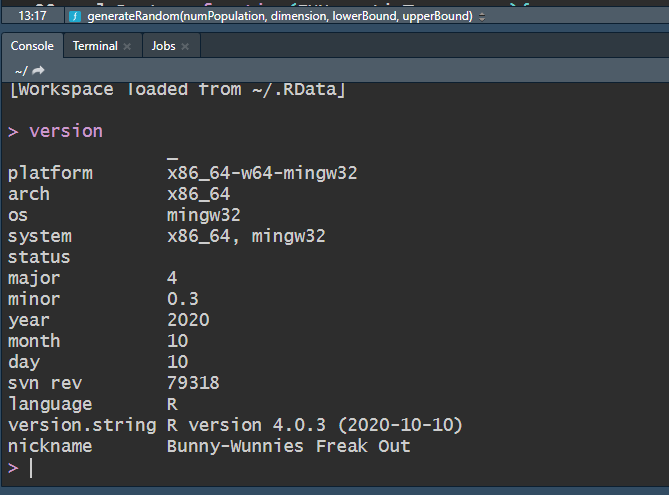 13:17 generateRandom(numPopulation, dimension, lowerBound, upperBound)
Console Terminal Jobs
~/
[Workspace loaded from ~/.RData]
> version
_
platform x86_64-w64-mingw32
arch x86_64
os mingw32
system x86_64, mingw32
status
major 4
minor 0.3
year 2020
month 10
day 10
svn rev 79318
language R
version.string R version 4.0.3 (2020-10-10)
nickname Bunny-Wunnies Freak Out
>